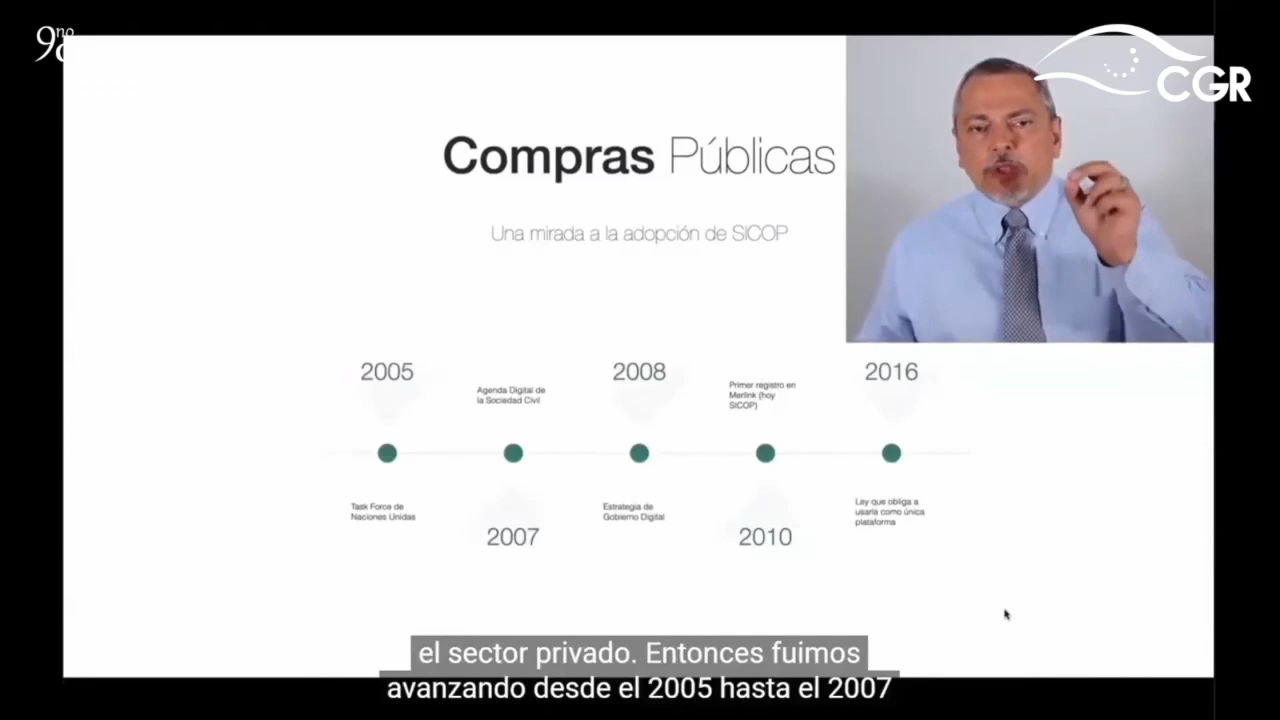 9no
CGR
Compras Públicas
Una mirada a la adopción de SICOP
2005
2008
2016
Agenda Digital de
la Sociedad Civil
Primer registro en
Merlink (hoy
SICOP)
Task Force de
Naciones Unidas
Estrategia de
Gobierno Digital
Ley que obliga a
usarla como única
plataforma
2007
2010
el sector privado. Entonces fuimos
avanzando desde el 2005 hasta el 2007